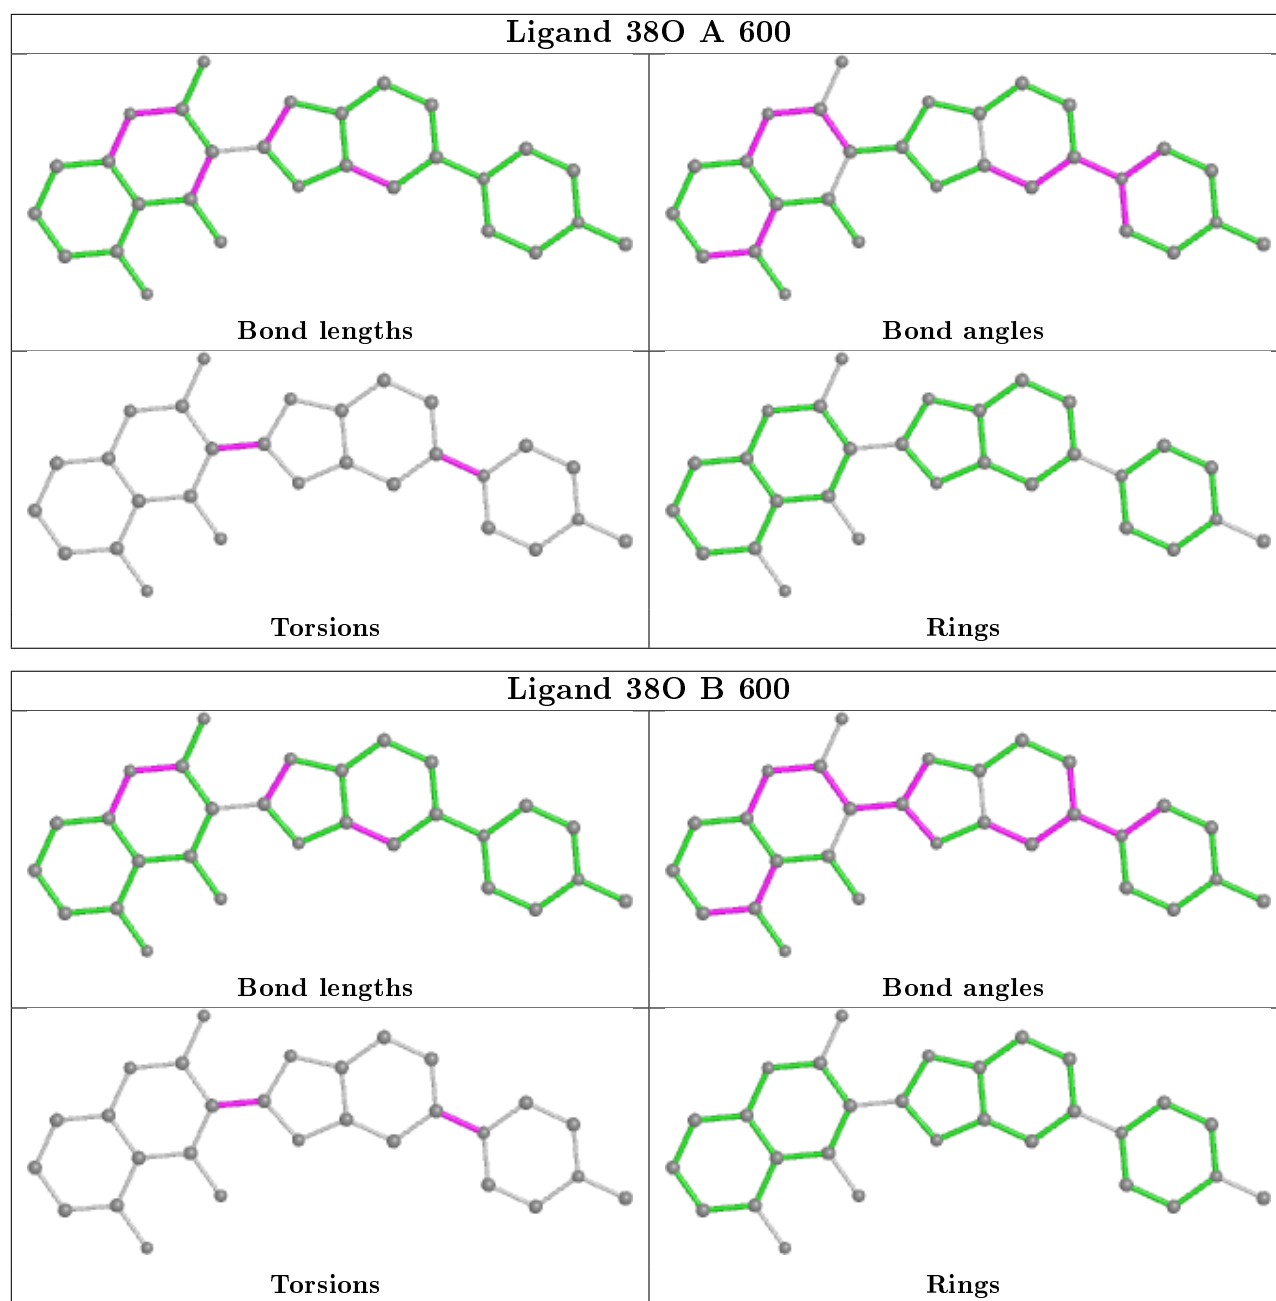 Ligand 38O A 600
Bond lengths
Bond angles
Torsions
Rings
Ligand 38O B 600
Bond lengths
Bond angles
Torsions
Rings